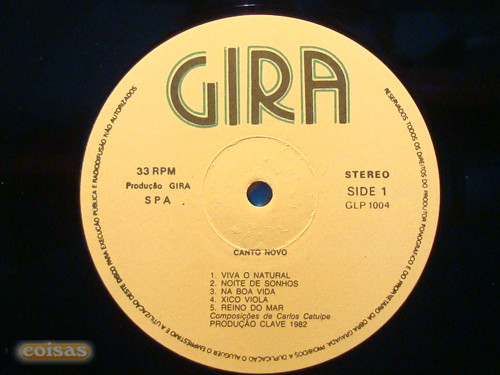 GIRA
33 RPM
Produção GIRA
SPA .
STEREO
SIDE 1
GLP 1004
CANTO NOVO
1. VIVA O NATURAL
2. NOITE DE SONHOS
3. NA BOA VIDA
4. XICO VIOLA
5. REINO DO MAR
Composições de Carlos Catuipe
PRODUÇÃO CLAVE 1982
RESERVADOS TODOS OS DIREITOS DO PRODUTOR FONOGRÁFICO E DO PROPRIETÁRIO DA OBRA GRAVADA. PROIBIDOS A DUPLICAÇÃO O ALUGUER O EMPRÉSTIMO E A UTILIZAÇÃO DESTE DISCO PARA EXECUÇÃO PÚBLICA E RADIODIFUSÃO NÃO AUTORIZADOS
coisas